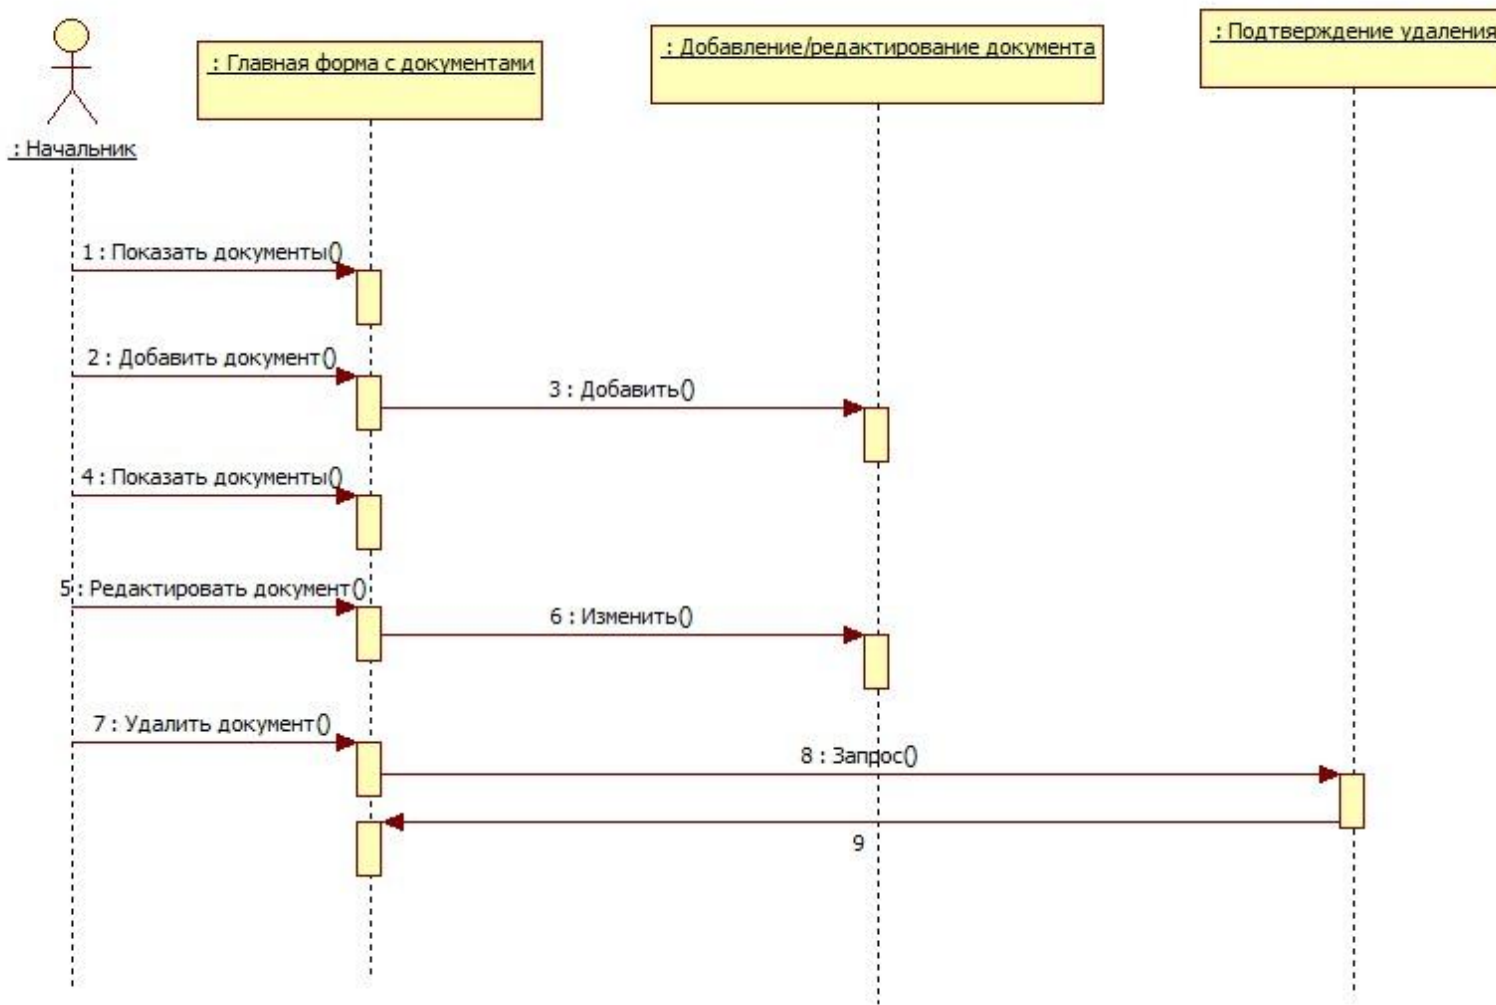 : Начальник
: Главная форма с документами
: Добавление/редактирование документа
: Подтверждение удаления
1 : Показать документы()
2 : Добавить документ()
3 : Добавить()
4 : Показать документы()
5 : Редактировать документ()
6 : Изменить()
7 : Удалить документ()
8 : Запрос()
9